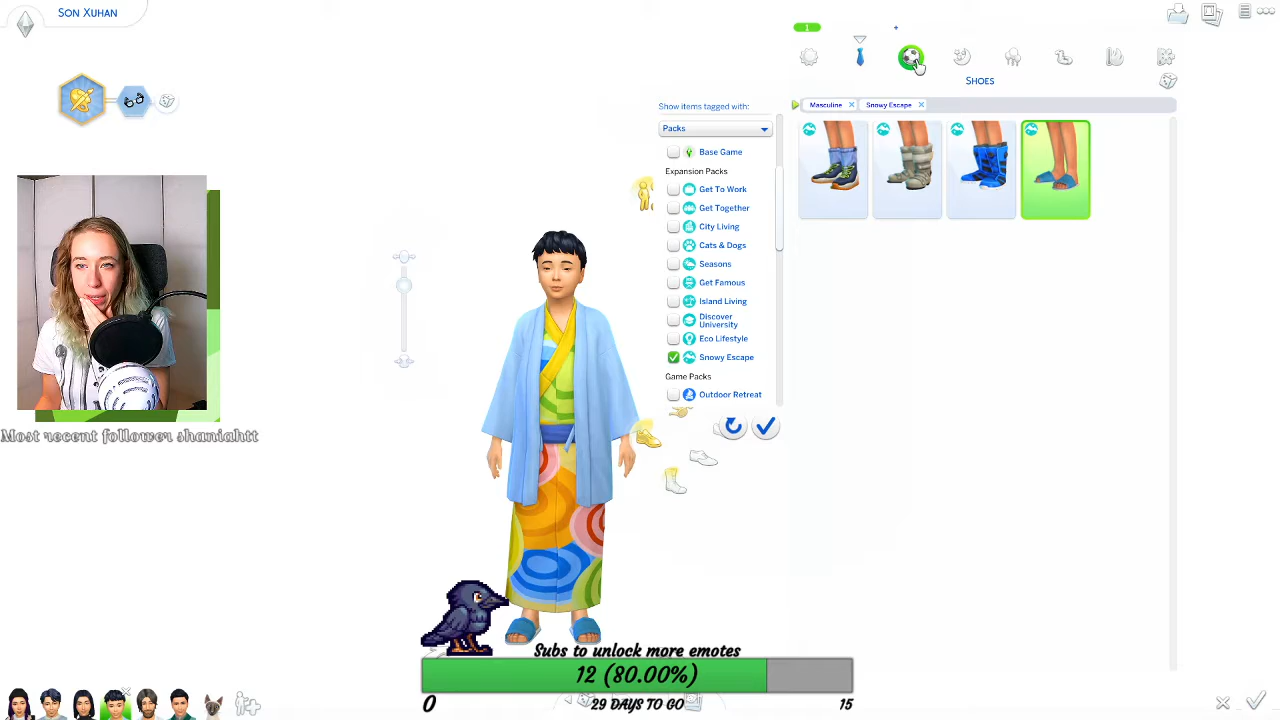 Son Xuhan
1
+
Shoes
Show items tagged with:
Masculine
Snowy Escape
Packs
Base Game
Expansion Packs
Get To Work
Get Together
City Living
Cats & Dogs
Seasons
Get Famous
Island Living
Discover
University
Eco Lifestyle
Snowy Escape
Game Packs
Outdoor Retreat
Most recent follower shaniahtt
Subs to unlock more emotes
12 (80.00%)
0
29 DAYS TO GO
15